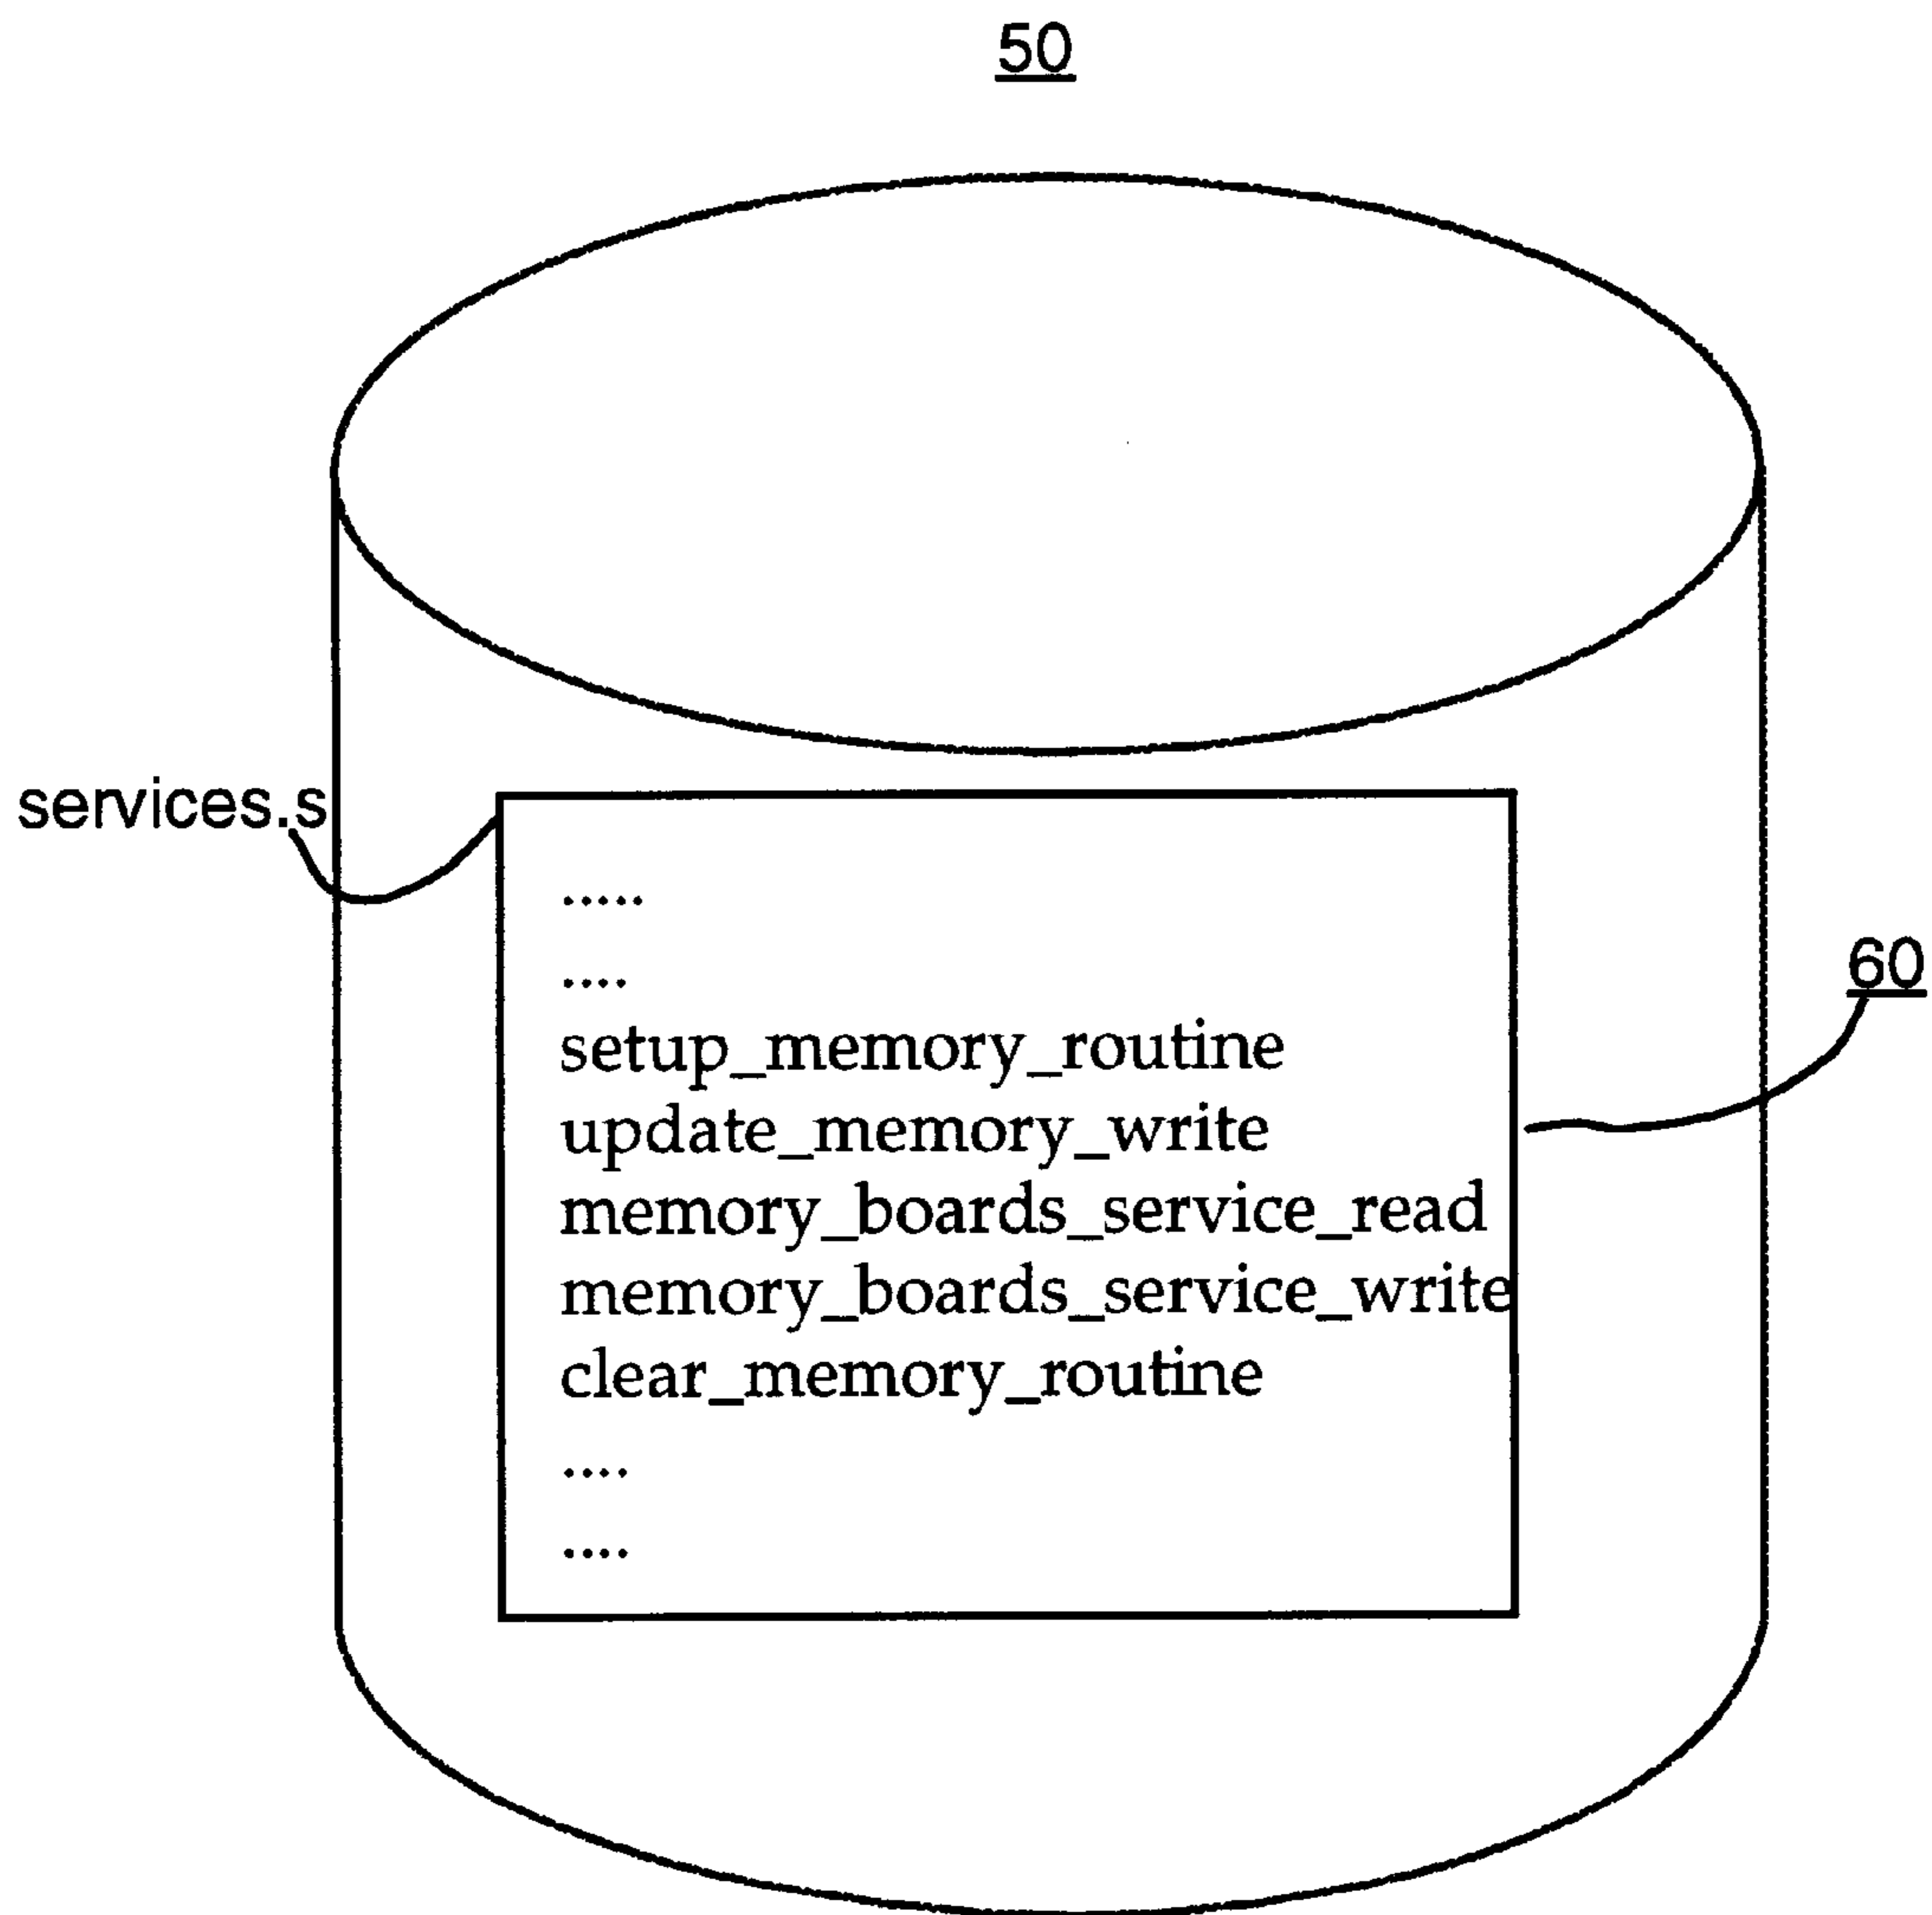 50
services.s
.....
....
60
setup_memory_routine
update_memory_write
memory_boards_service_read
memory_boards_service_write
clear_memory_routine
....
....